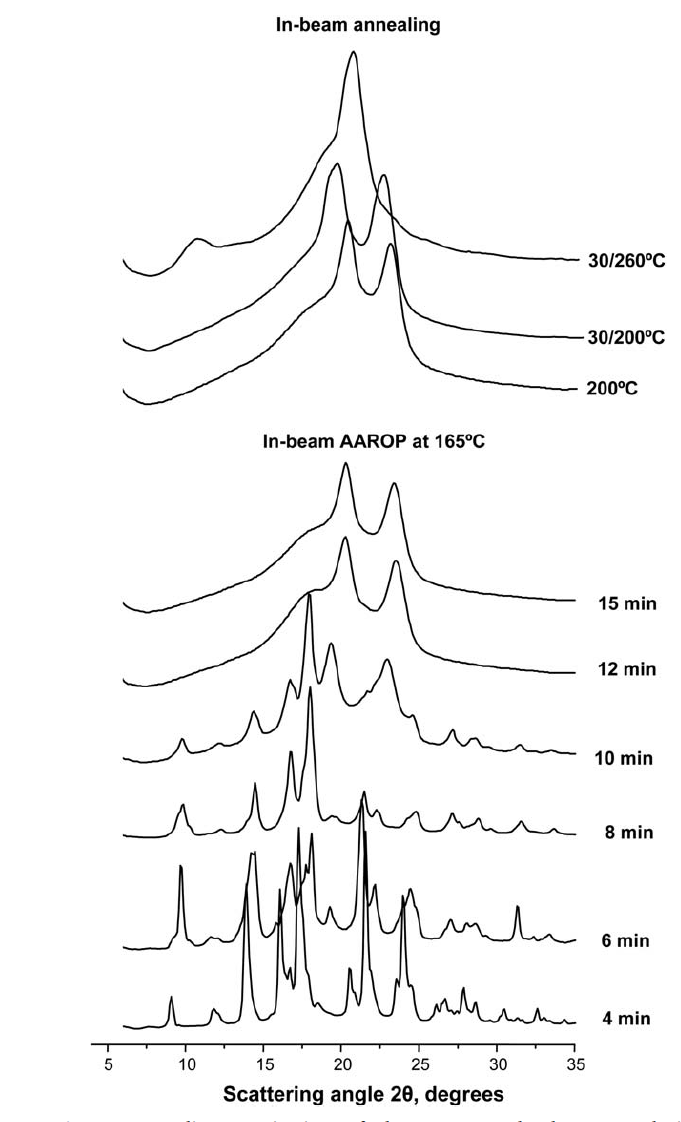 In-beam annealing
30/260ºC
30/200ºC
200ºC
In-beam AAROP at 165ºC
15 min
12 min
10 min
8 min
6 min
4 min
5 10 15 20 25 30 35
Scattering angle 2θ, degrees